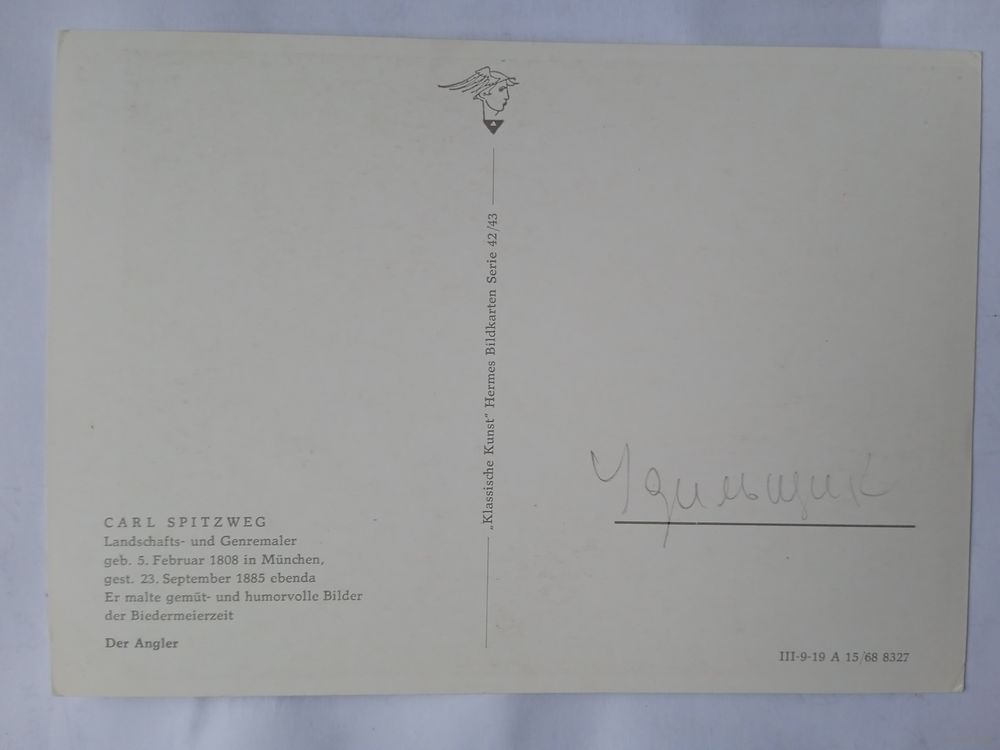 CARL SPITZWEG
Landschafts- und Genremaler
geb. 5. Februar 1808 in München,
gest. 23. September 1885 ebenda
Er malte gemüt- und humorvolle Bilder
der Biedermeierzeit
Der Angler
„Klassische Kunst“ Hermes Bildkarten Serie 42/43
Удильщик
III-9-19 A 15/68 8327